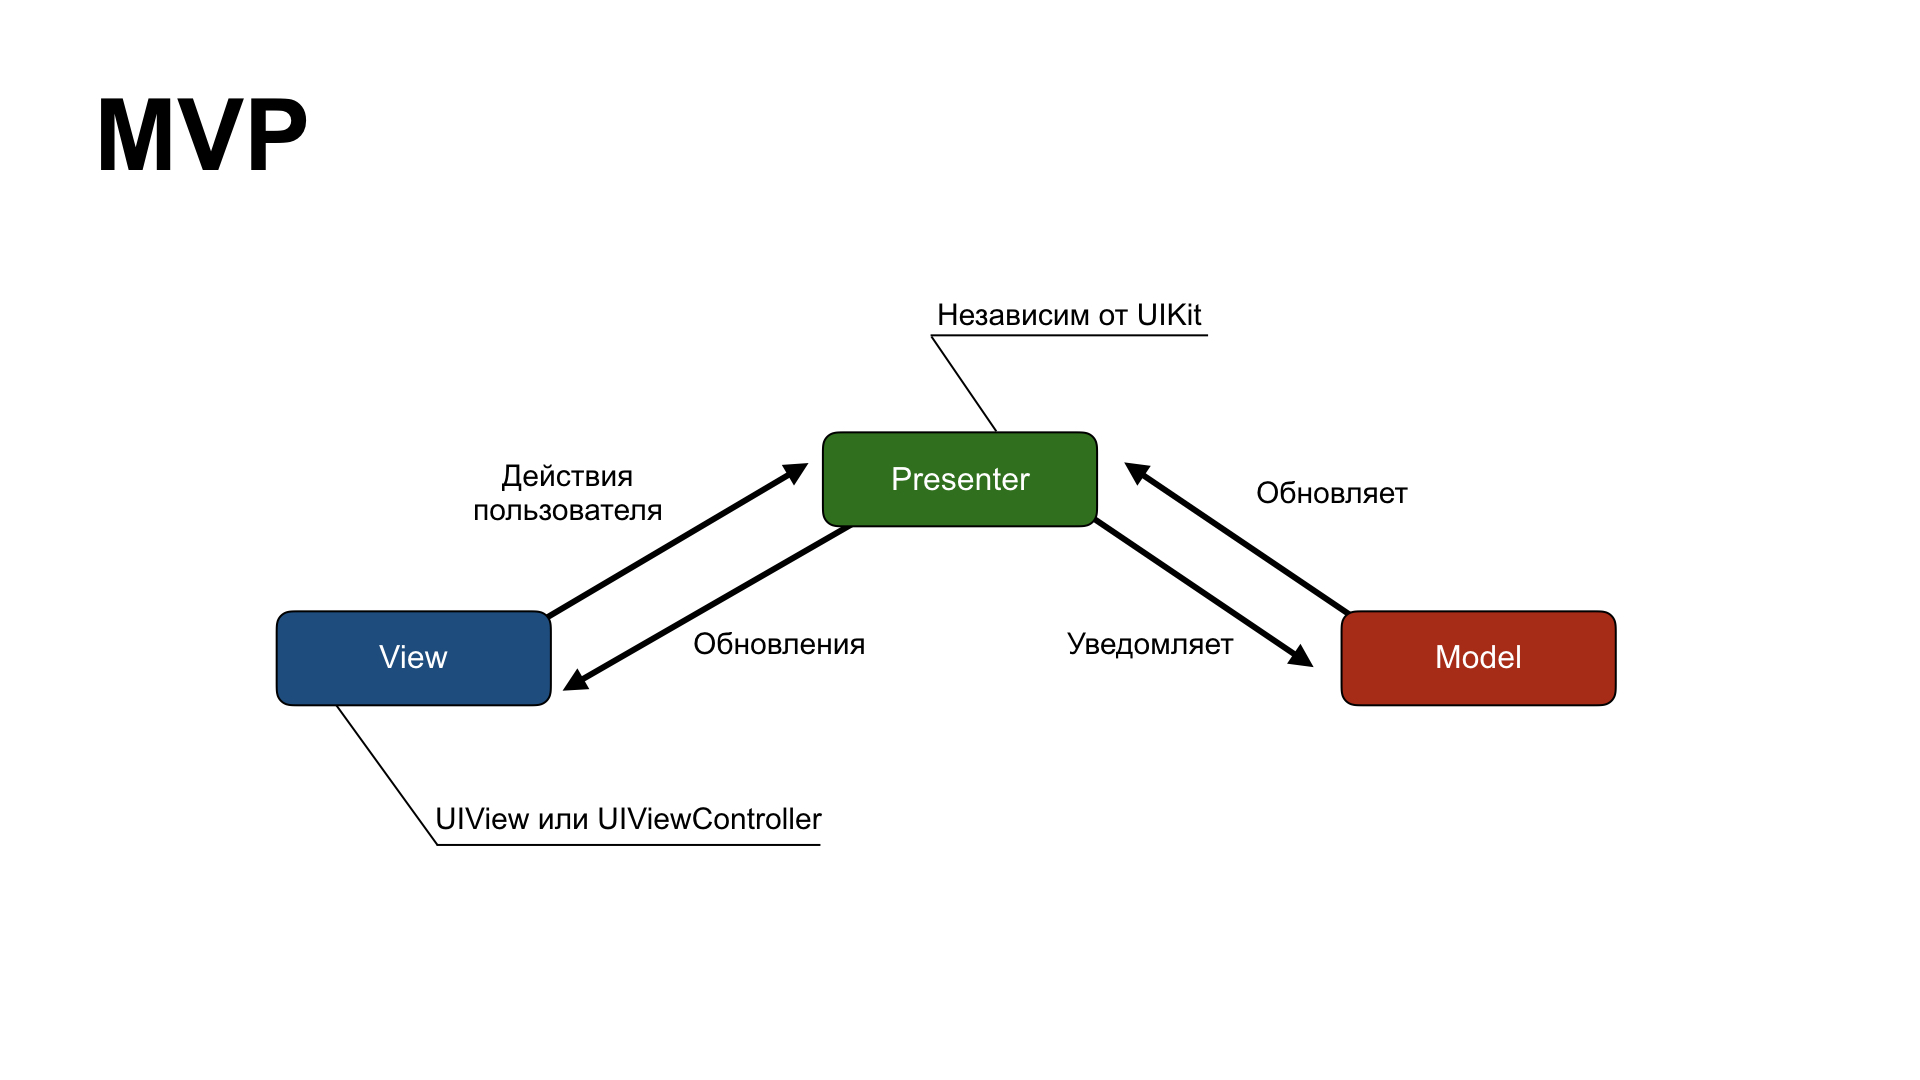 MVP
Независим от UIKit
Действия
пользователя
Presenter
Обновляет
View
Обновления
Уведомляет
Model
UIView или UIViewController